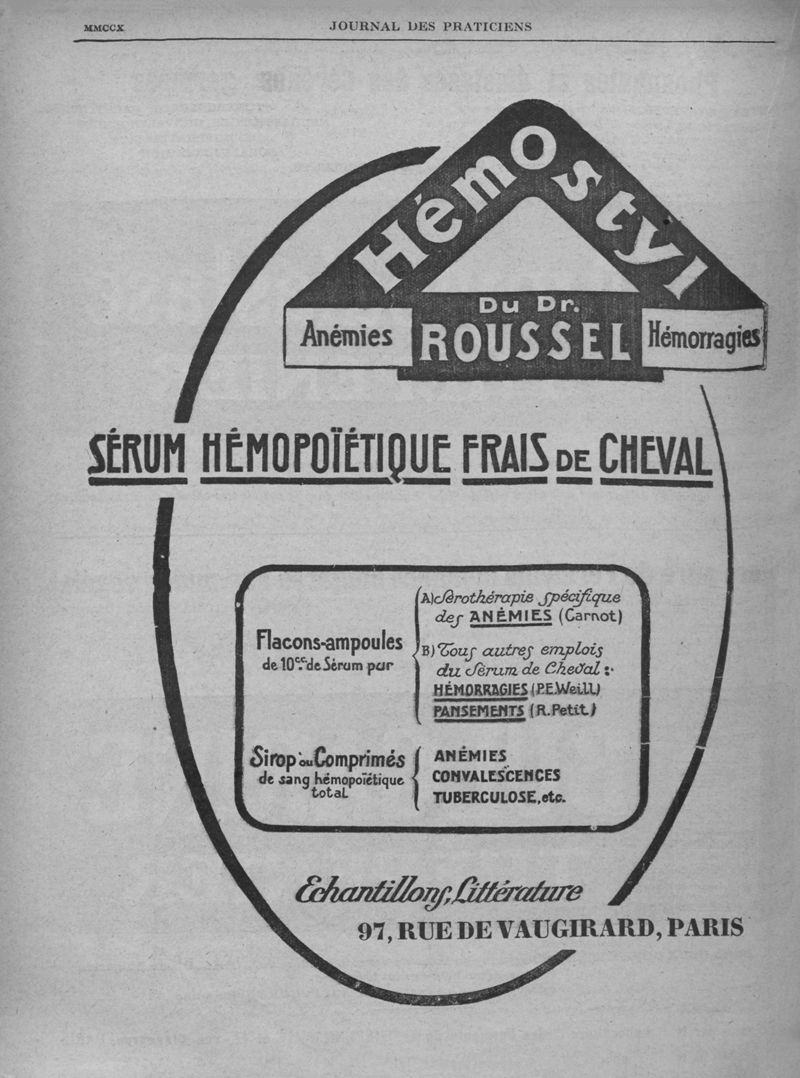 MMCCX
JOURNAL DES PRATICIENS
HémOstyl
Du Dr.
ROUSSEL
Anémies
Hémorragies
SÉRUM HÉMOPOÏÉTIQUE FRAIS DE CHEVAL
Flacons-ampoules
de 10cc. de Sérum par
A) Sérothérapie spécifique
des ANÉMIES (Carnot)
B) Tous autres emplois
du Sérum de Cheval :
HÉMORRAGIES (P.E.Weill)
PANSEMENTS (R.Petit)
Sirop ou Comprimés
de sang hémopoïétique
total
ANÉMIES
CONVALESCENCES
TUBERCULOSE, etc.
Echantillons, Littérature
97, RUE DE VAUGIRARD, PARIS